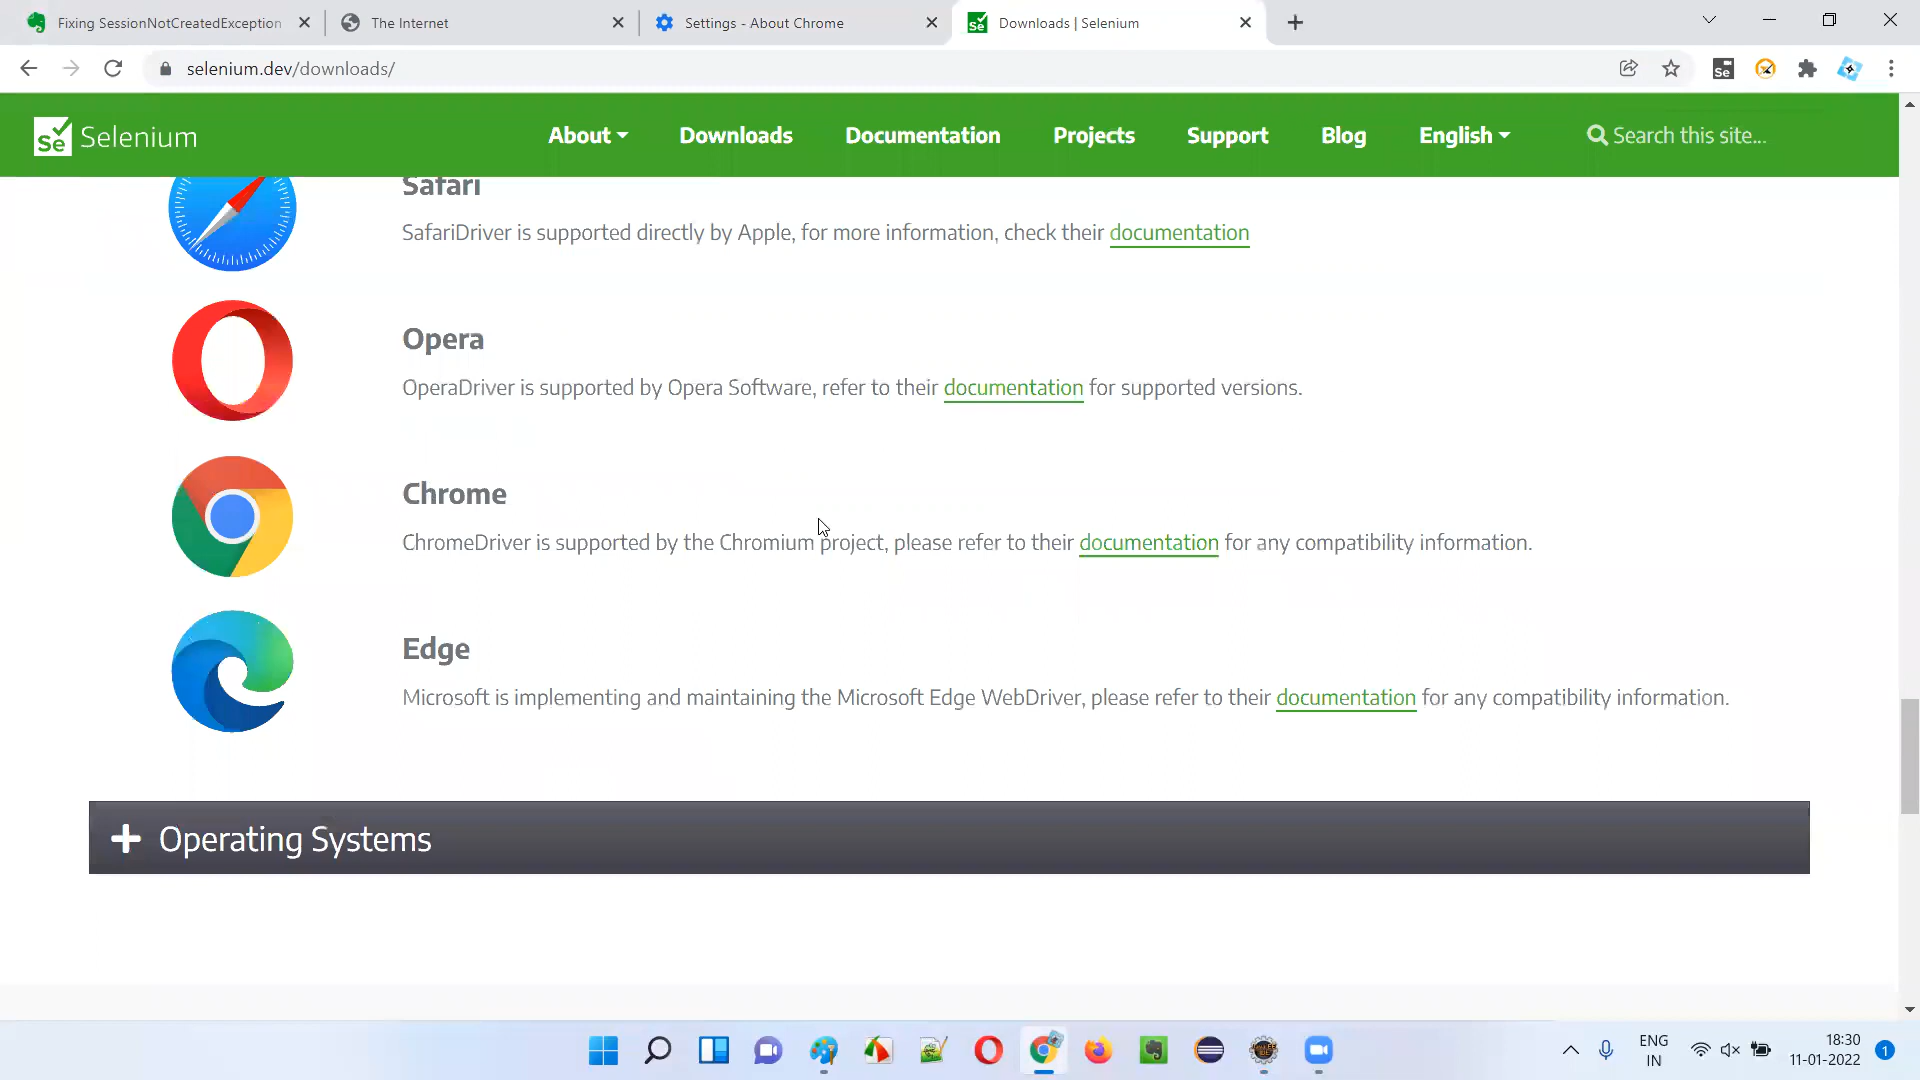 Fixing SessionNotCreatedException
The Internet
Settings - About Chrome
Downloads | Selenium
selenium.dev/downloads/
Se
Se Selenium
About
Downloads
Documentation
Projects
Support
Blog
English
Search this site...
Safari
SafariDriver is supported directly by Apple, for more information, check their documentation
Opera
OperaDriver is supported by Opera Software, refer to their documentation for supported versions.
Chrome
ChromeDriver is supported by the Chromium project, please refer to their documentation for any compatibility information.
Edge
Microsoft is implementing and maintaining the Microsoft Edge WebDriver, please refer to their documentation for any compatibility information.
Operating Systems
ENG
IN
18:30
11-01-2022
1